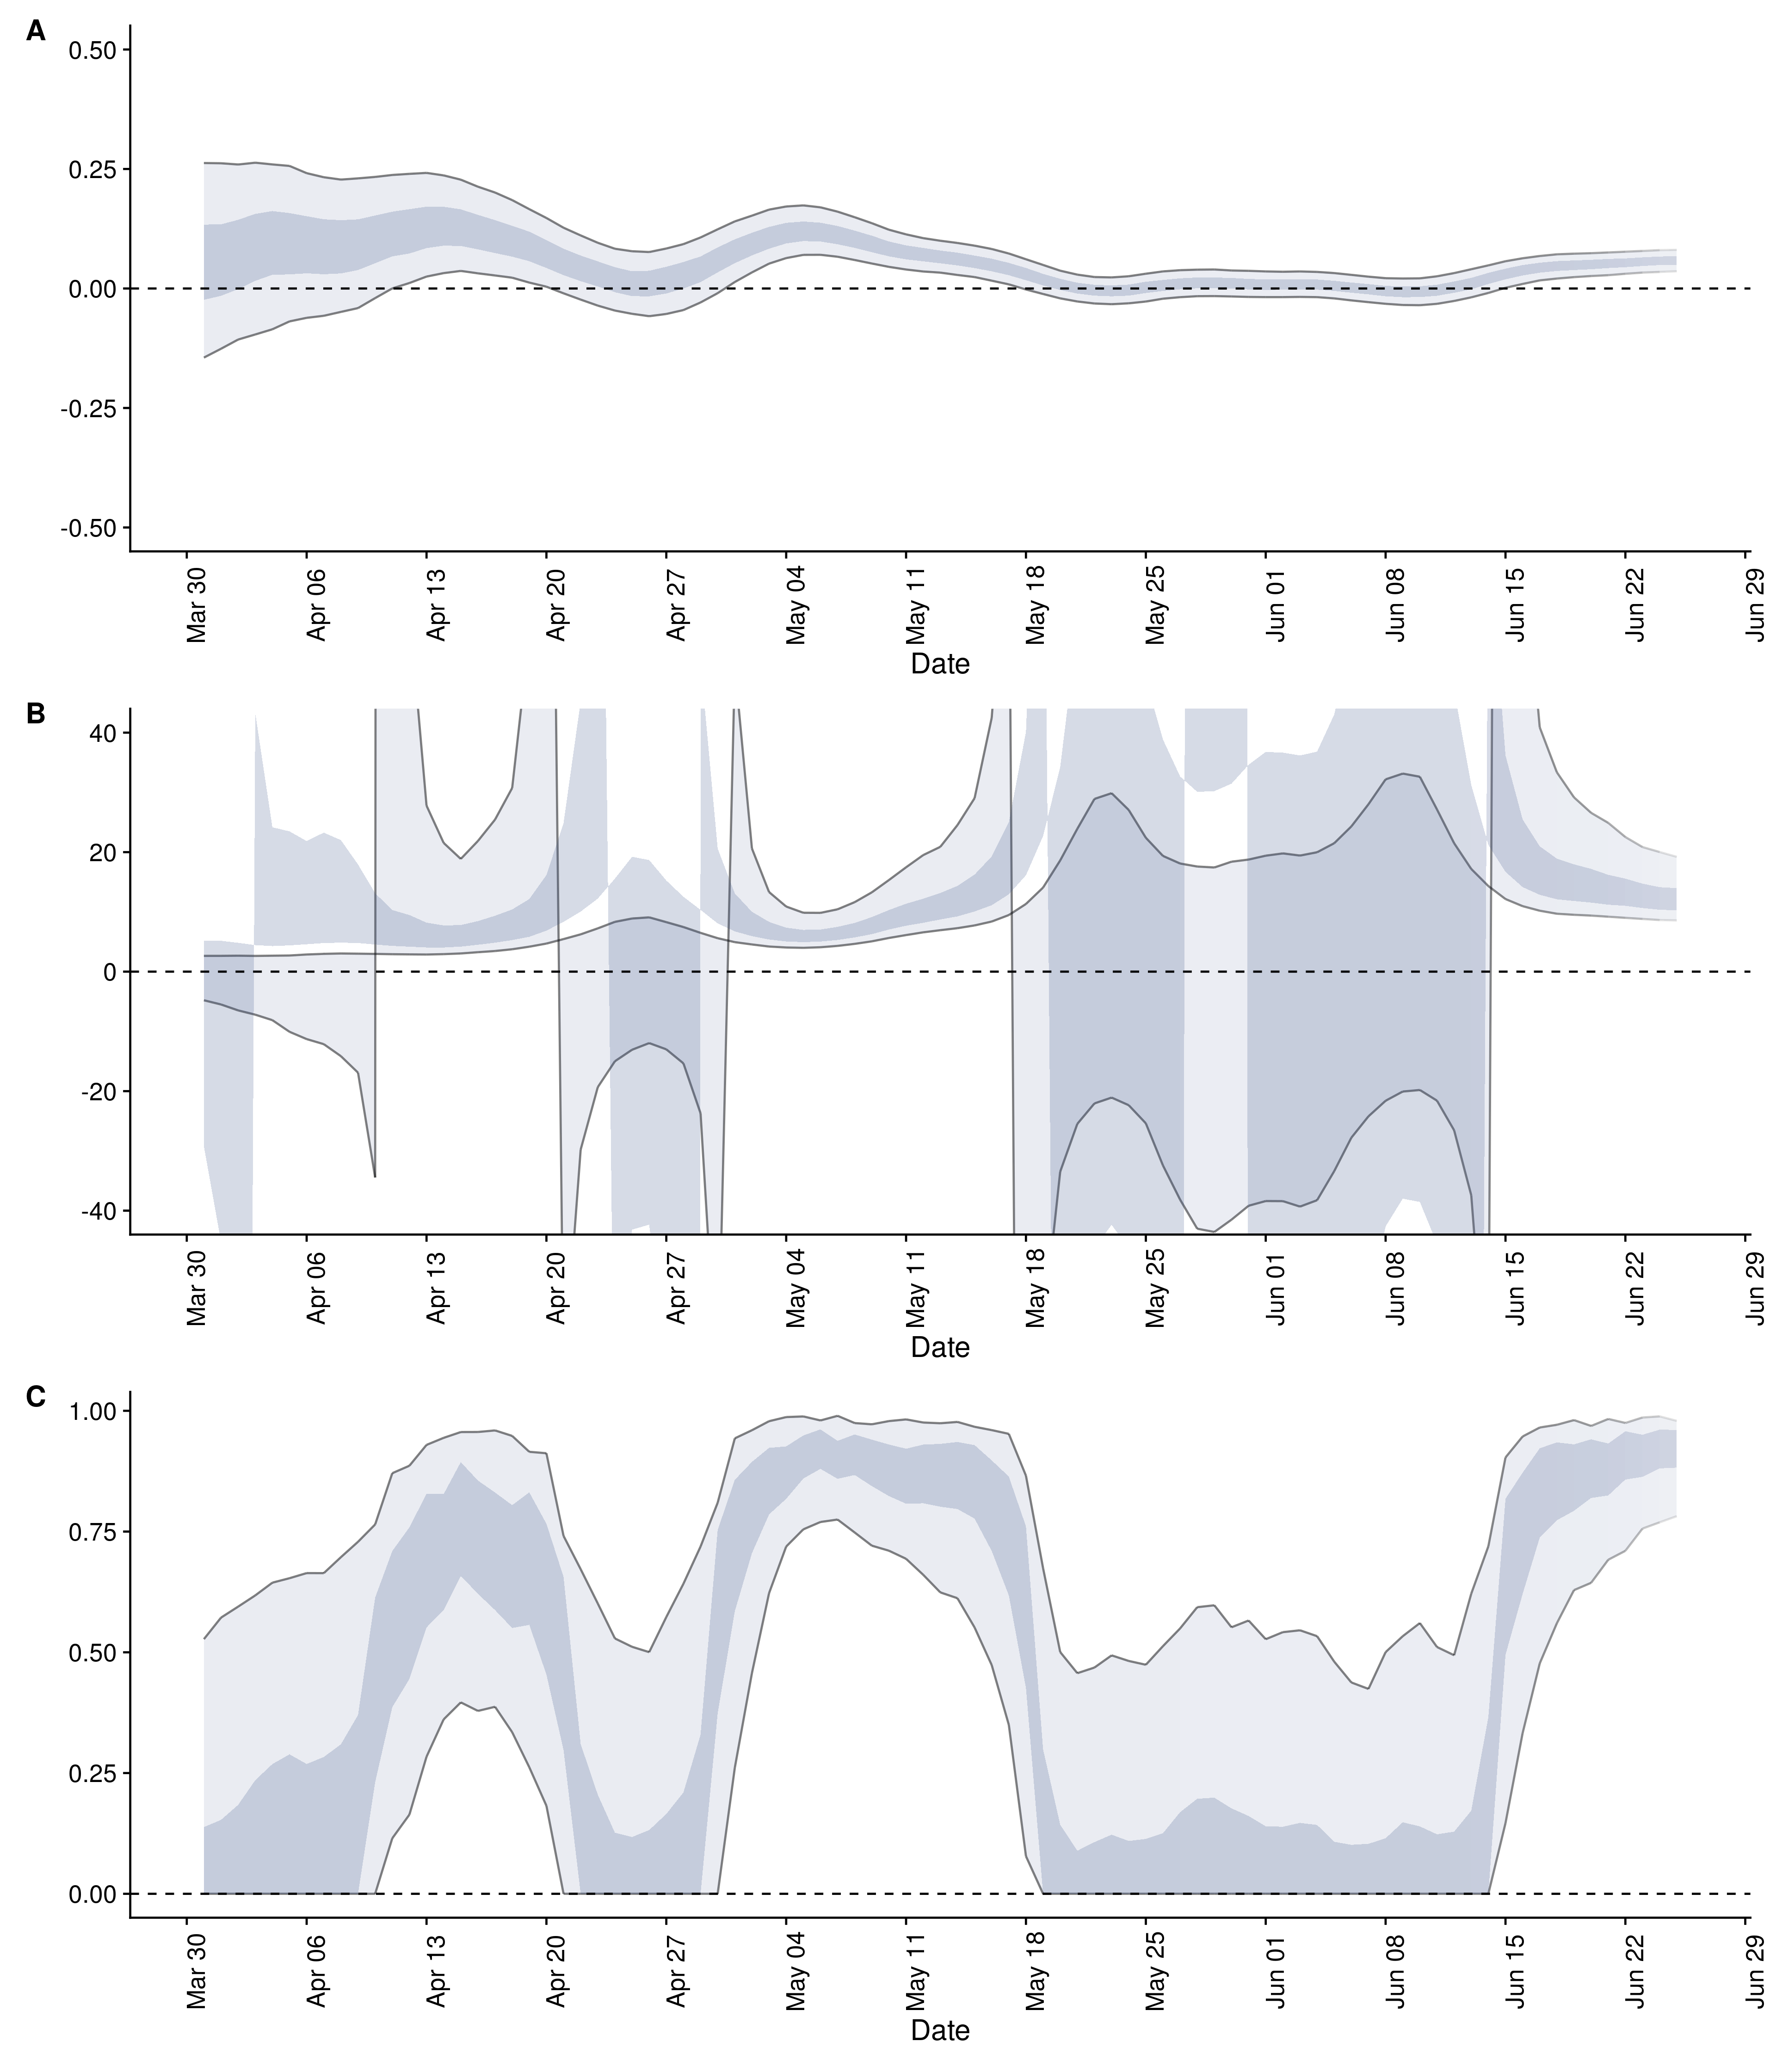 A
0.50
0.25
0.00
-0.25
-0.50
Mar 30
Apr 06
Apr 13
Apr 20
Apr 27
May 04
May 11
May 18
May 25
Jun 01
Jun 08
Jun 15
Jun 22
Jun 29
Date
B
40
20
0
-20
-40
Mar 30
Apr 06
Apr 13
Apr 20
Apr 27
May 04
May 11
May 18
May 25
Jun 01
Jun 08
Jun 15
Jun 22
Jun 29
Date
C
1.00
0.75
0.50
0.25
0.00
Mar 30
Apr 06
Apr 13
Apr 20
Apr 27
May 04
May 11
May 18
May 25
Jun 01
Jun 08
Jun 15
Jun 22
Jun 29
Date